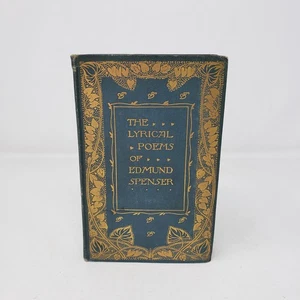 THE . . .
LYRICAL
. POEMS
OF . . .
EDMUND
SPENSER
. . . . .